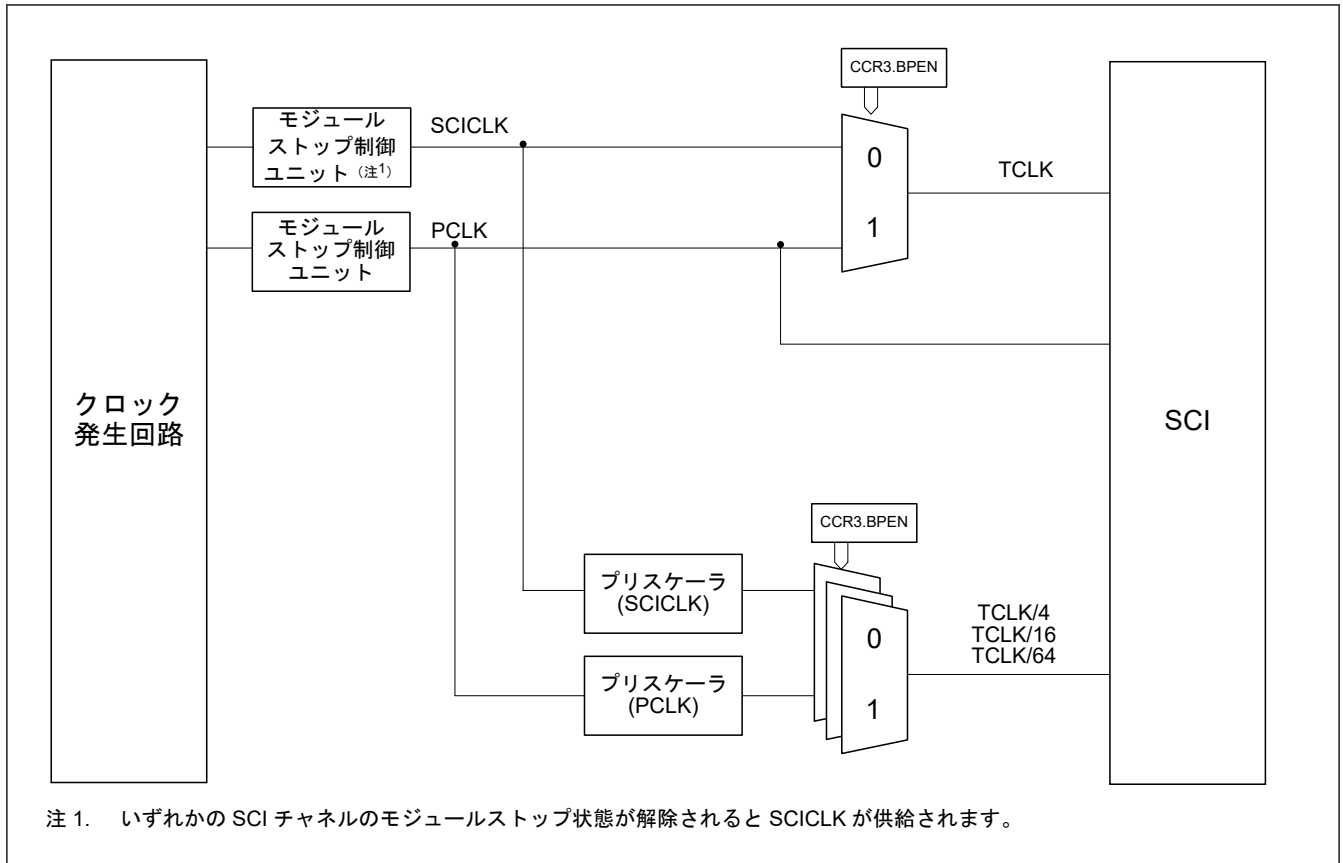 CCR3.BPEN
モジュール
ストップ制御
ユニット（注1）
SCICLK
0
1
TCLK
モジュール
ストップ制御
ユニット
PCLK
クロック
発生回路
SCI
CCR3.BPEN
プリスケーラ
(SCICLK)
0
1
TCLK/4
TCLK/16
TCLK/64
プリスケーラ
(PCLK)
注 1. いずれかの SCI チャネルのモジュールストップ状態が解除されると SCICLK が供給されます。